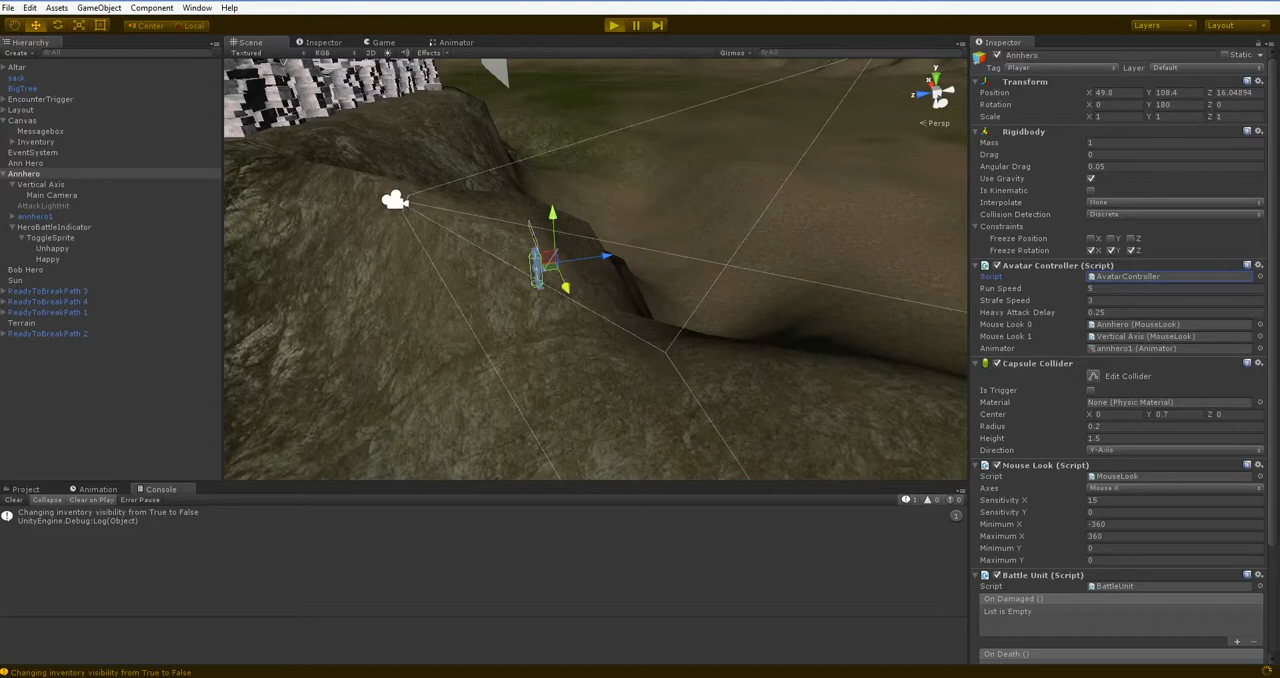 File Edit Assets GameObject Component Window Help
Center Local Layers Layout
Hierarchy
Create All
Altar
sack
BigTree
EncounterTrigger
Layout
Canvas
Messagebox
Inventory
EventSystem
Ann Hero
Annhero
Vertical Axis
Main Camera
AttackLightHit
annhero1
HeroBattleIndicator
ToggleSprite
Unhappy
Happy
Bob Hero
Sun
ReadyToBreakPath 3
ReadyToBreakPath 4
ReadyToBreakPath 1
Terrain
ReadyToBreakPath 2
Scene Inspector Game Animator
Textured RGB 2D Effects Gizmos All
y
x
z
Persp
Inspector
Annhero Static
Tag Player Layer Default
Transform
Position X 49.8 Y 108.4 Z 16.04894
Rotation X 0 Y 180 Z 0
Scale X 1 Y 1 Z 1
Rigidbody
Mass 1
Drag 0
Angular Drag 0.05
Use Gravity
Is Kinematic
Interpolate None
Collision Detection Discrete
Constraints
Freeze Position X Y Z
Freeze Rotation X Y Z
Avatar Controller (Script)
Script AvatarController
Run Speed 5
Strafe Speed 3
Heavy Attack Delay 0.25
Mouse Look 0 Annhero (MouseLook)
Mouse Look 1 Vertical Axis (MouseLook)
Animator annhero1 (Animator)
Capsule Collider
Edit Collider
Is Trigger
Material None (Physic Material)
Center X 0 Y 0.7 Z 0
Radius 0.2
Height 1.5
Direction Y-Axis
Mouse Look (Script)
Script MouseLook
Axes Mouse X
Sensitivity X 15
Sensitivity Y 0
Minimum X -360
Maximum X 360
Minimum Y 0
Maximum Y 0
Battle Unit (Script)
Script BattleUnit
On Damaged ()
List is Empty
On Death ()
Project Animation Console
Clear Collapse Clear on Play Error Pause 1 0 0
Changing inventory visibility from True to False
UnityEngine.Debug:Log(Object)
1
Changing inventory visibility from True to False